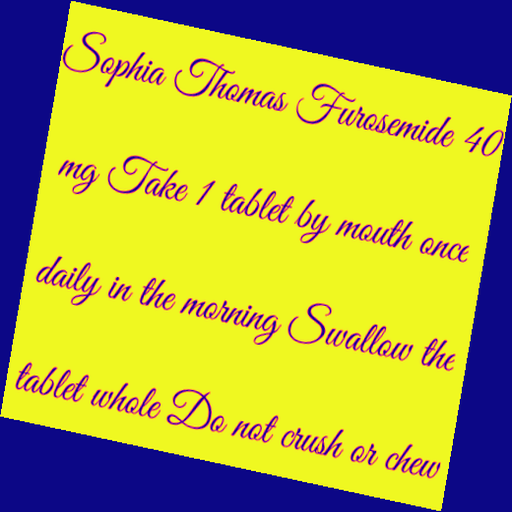 Sophia Thomas Furosemide 40
mg Take 1 tablet by mouth once
daily in the morning Swallow the
tablet whole Do not crush or chew